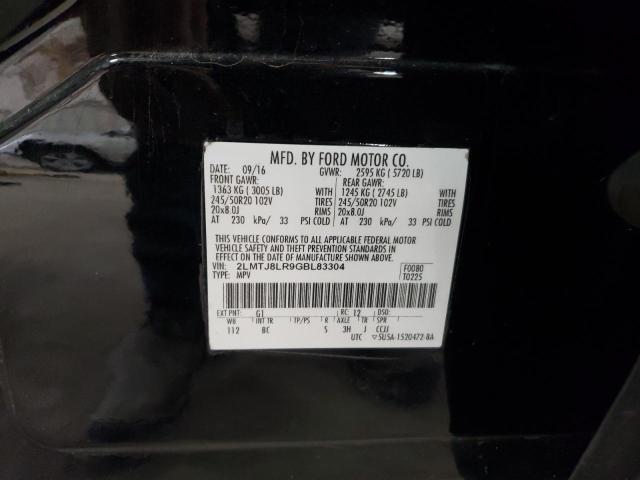 MFD. BY FORD MOTOR CO.
DATE: 09/16 GVWR: 2595 KG ( 5720 LB)
FRONT GAWR: REAR GAWR:
1363 KG ( 3005 LB) WITH 1245 KG ( 2745 LB) WITH
245/50R20 102V TIRES 245/50R20 102V TIRES
20x8.0J RIMS 20x8.0J RIMS
AT 230 kPa/ 33 PSI COLD AT 230 kPa/ 33 PSI COLD
THIS VEHICLE CONFORMS TO ALL APPLICABLE FEDERAL MOTOR
VEHICLE SAFETY AND THEFT PREVENTION STANDARDS IN
EFFECT ON THE DATE OF MANUFACTURE SHOWN ABOVE.
VIN: 2LMTJ8LR9GBL83304 F0080
TYPE: MPV T0225
EXT PNT: G1 RC: 12 DSO:
WB INT TR TP/PS R AXLE TR SPR
112 BC S 3H J CCJJ
UTC ▽5U5A-1520472-BA